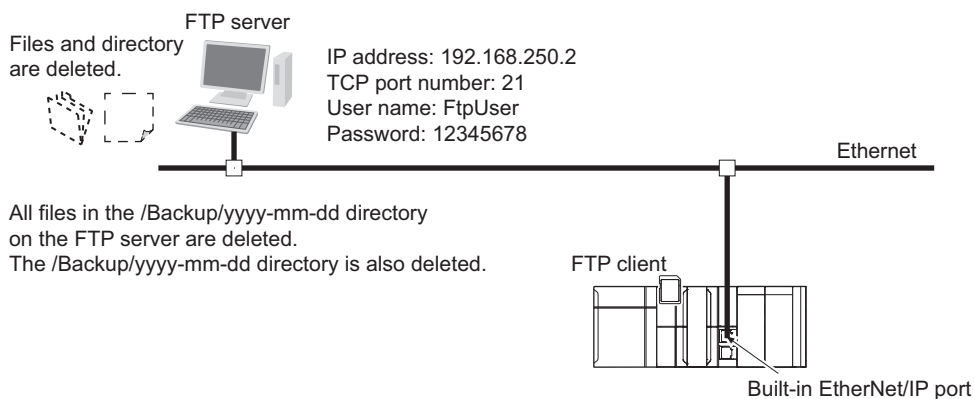 FTP server
Files and directory
are deleted.
IP address: 192.168.250.2
TCP port number: 21
User name: FtpUser
Password: 12345678
Ethernet
All files in the /Backup/yyyy-mm-dd directory
on the FTP server are deleted.
The /Backup/yyyy-mm-dd directory is also deleted.
FTP client
Built-in EtherNet/IP port